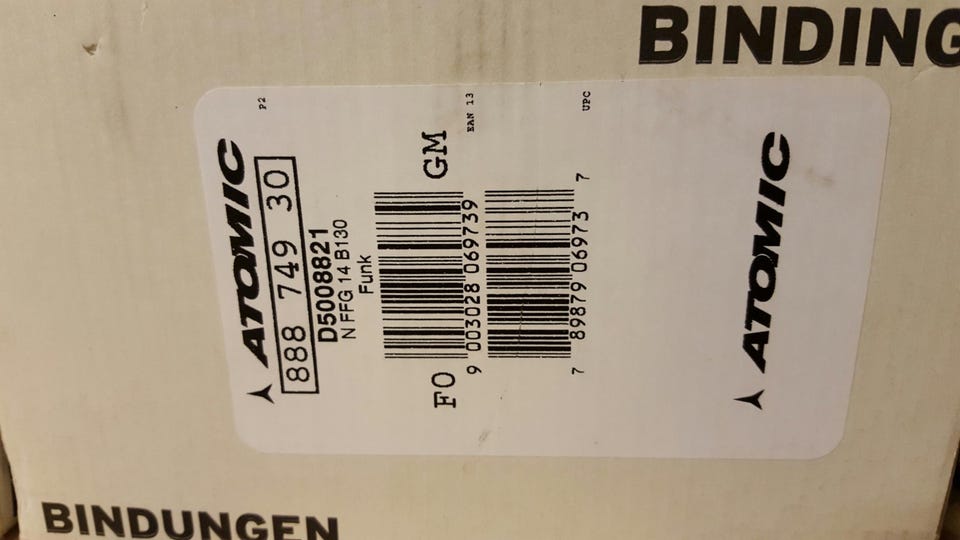 BINDING
P2
ATOMIC
888 749 30
D5008821
N FFG 14 B130
Funk
FO
GM
EAN 13
9 003028 069739
UPC
7 89879 06973 7
ATOMIC
BINDUNGEN